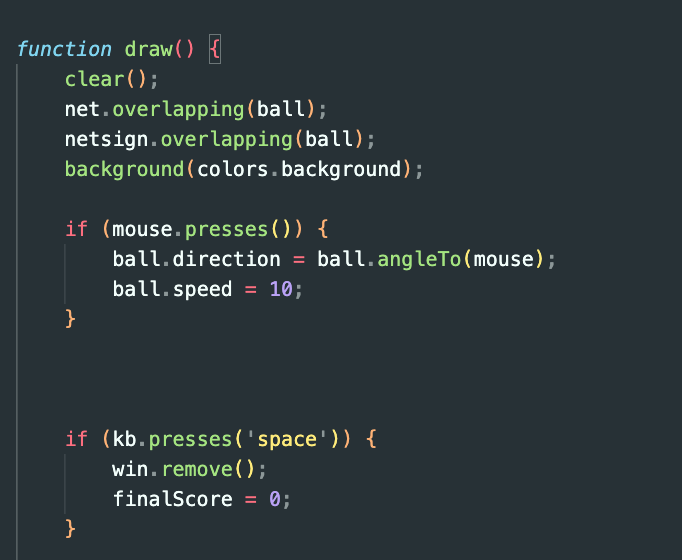 function draw() {
clear();
net.overlapping(ball);
netsign.overlapping(ball);
background(colors.background);
if (mouse.presses()) {
ball.direction = ball.angleTo(mouse);
ball.speed = 10;
}
if (kb.presses('space')) {
win.remove();
finalScore = 0;
}